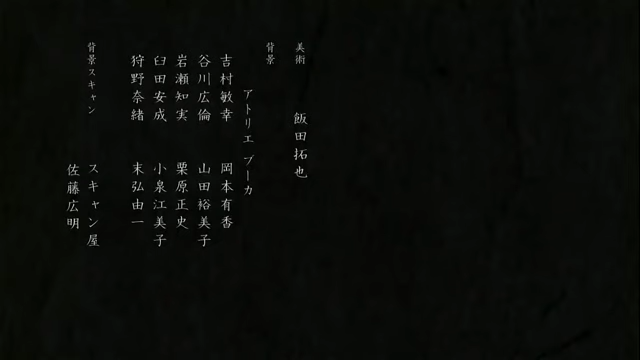 美術
飯田拓也
背景
アトリエ ブーカ
吉村敏幸
岡本有香
谷川広倫
山田裕美子
岩瀬知実
栗原正史
臼田安成
小泉江美子
狩野奈緒
末弘由一
背景スキャン
スキャン屋
佐藤広明